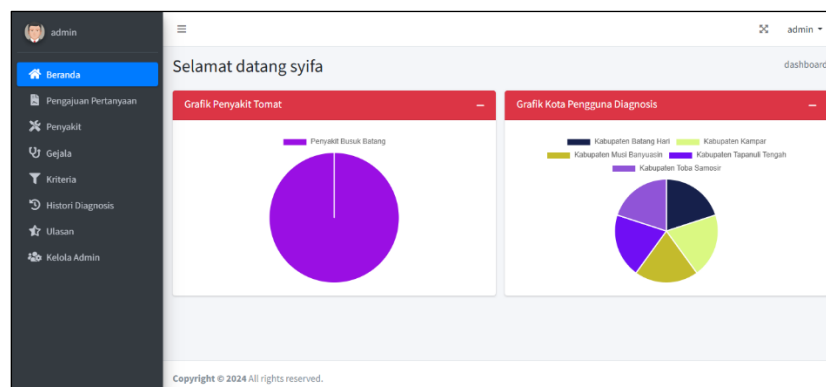 admin
Beranda
Pengajuan Pertanyaan
Penyakit
Gejala
Kriteria
Histori Diagnosis
Ulasan
Kelola Admin
admin
Selamat datang syifa
dashboard
Grafik Penyakit Tomat
Penyakit Busuk Batang
Grafik Kota Pengguna Diagnosis
Kabupaten Batang Hari Kabupaten Kampar
Kabupaten Musi Banyuasin Kabupaten Tapanuli Tengah
Kabupaten Toba Samosir
Copyright © 2024 All rights reserved.